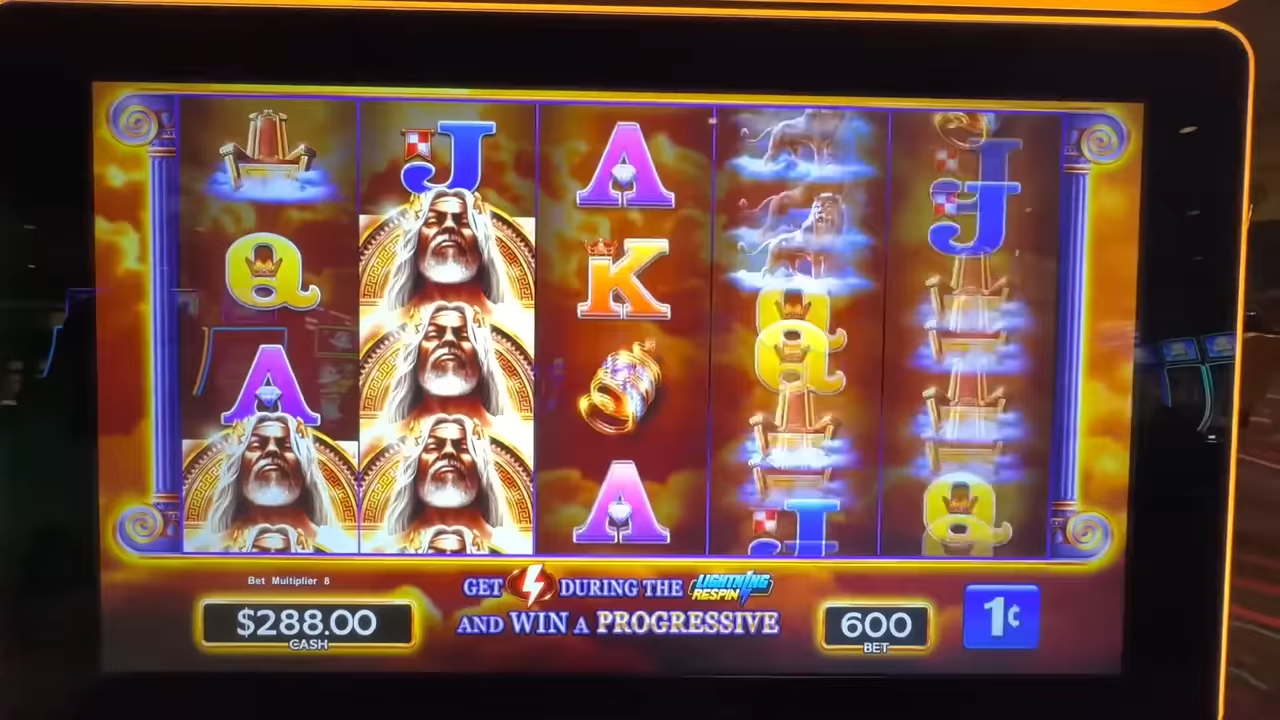 J
A
Q
K
J
A
Q
A
J
Q
Bet Multiplier 8
GET DURING THE LIGHTNING RESPIN
AND WIN A PROGRESSIVE
$288.00
CASH
600
BET
1¢